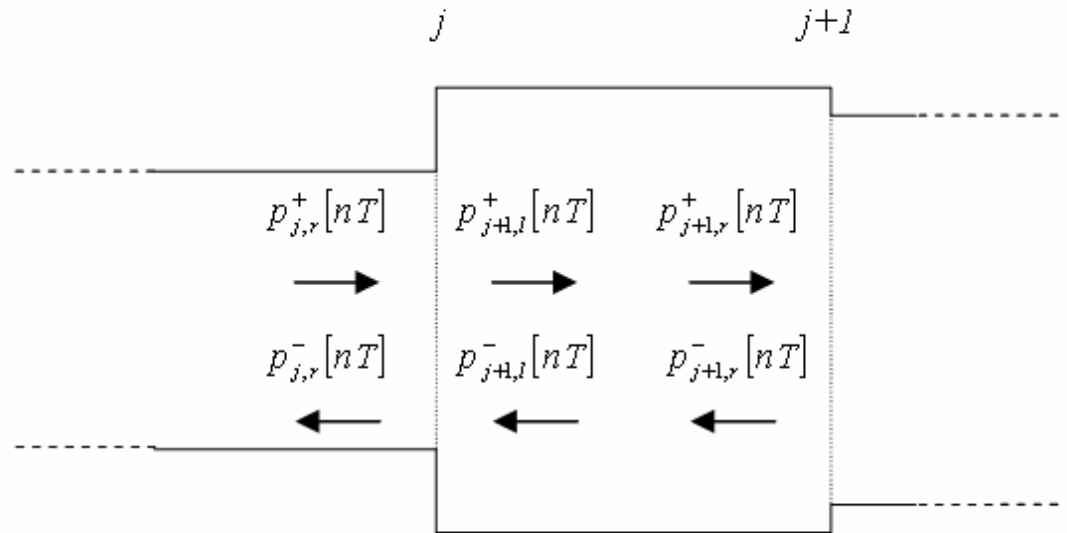 j j+1
p⁺ⱼ,ᵣ[nT] p⁺ⱼ₊₁,ₗ[nT] p⁺ⱼ₊₁,ᵣ[nT]
p⁻ⱼ,ᵣ[nT] p⁻ⱼ₊₁,ₗ[nT] p⁻ⱼ₊₁,ᵣ[nT]